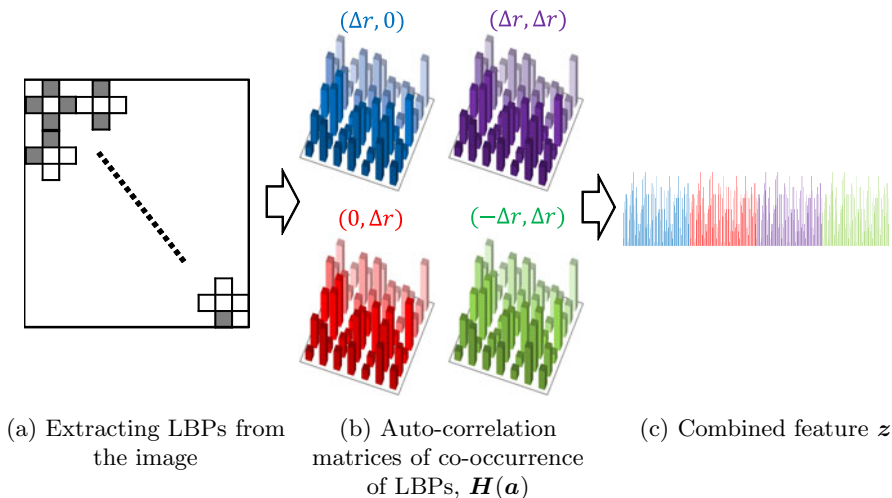 (Δr, 0) (Δr, Δr)
(0, Δr) (−Δr, Δr)
(a) Extracting LBPs from
the image
(b) Auto-correlation
matrices of co-occurrence
of LBPs, H(a)
(c) Combined feature z